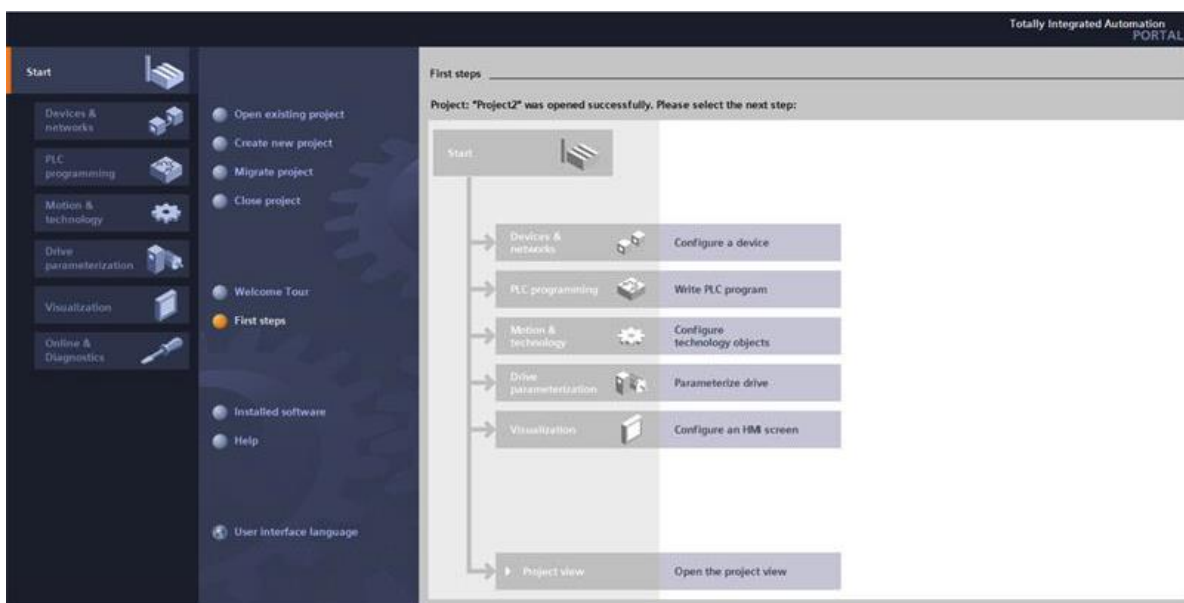 Totally Integrated Automation
PORTAL
Start
Devices &
networks
PLC
programming
Motion &
technology
Drive
parameterization
Visualization
Online &
Diagnostics
Open existing project
Create new project
Migrate project
Close project
Welcome Tour
First steps
Installed software
Help
User interface language
First steps
Project: "Project2" was opened successfully. Please select the next step:
Start
Devices &
networks
Configure a device
PLC programming
Write PLC program
Motion &
technology
Configure
technology objects
Drive
parameterization
Parameterize drive
Visualization
Configure an HMI screen
Project view
Open the project view